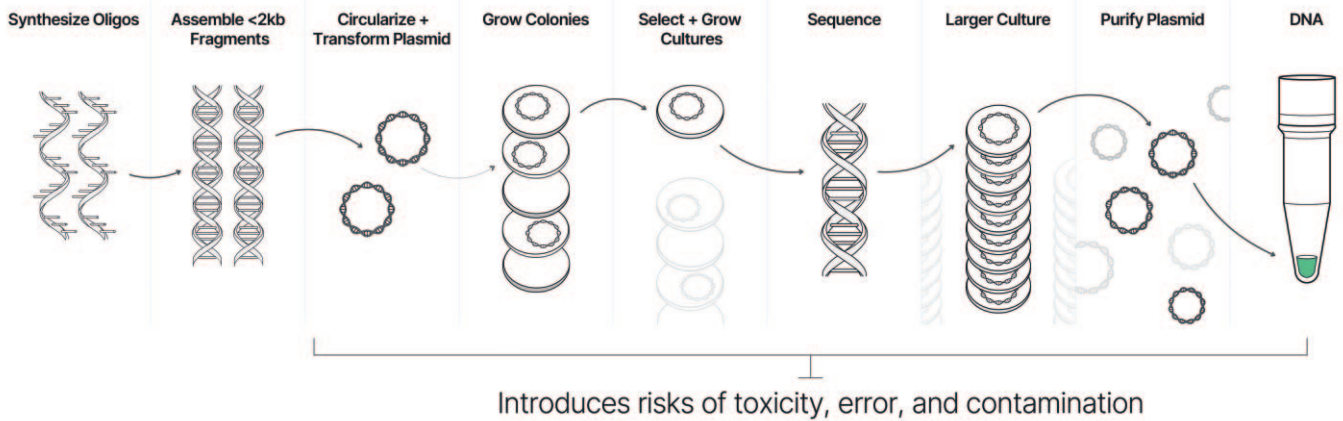 Synthesize Oligos
Assemble <2kb
Fragments
Circularize +
Transform Plasmid
Grow Colonies
Select + Grow
Cultures
Sequence
Larger Culture
Purify Plasmid
DNA
Introduces risks of toxicity, error, and contamination